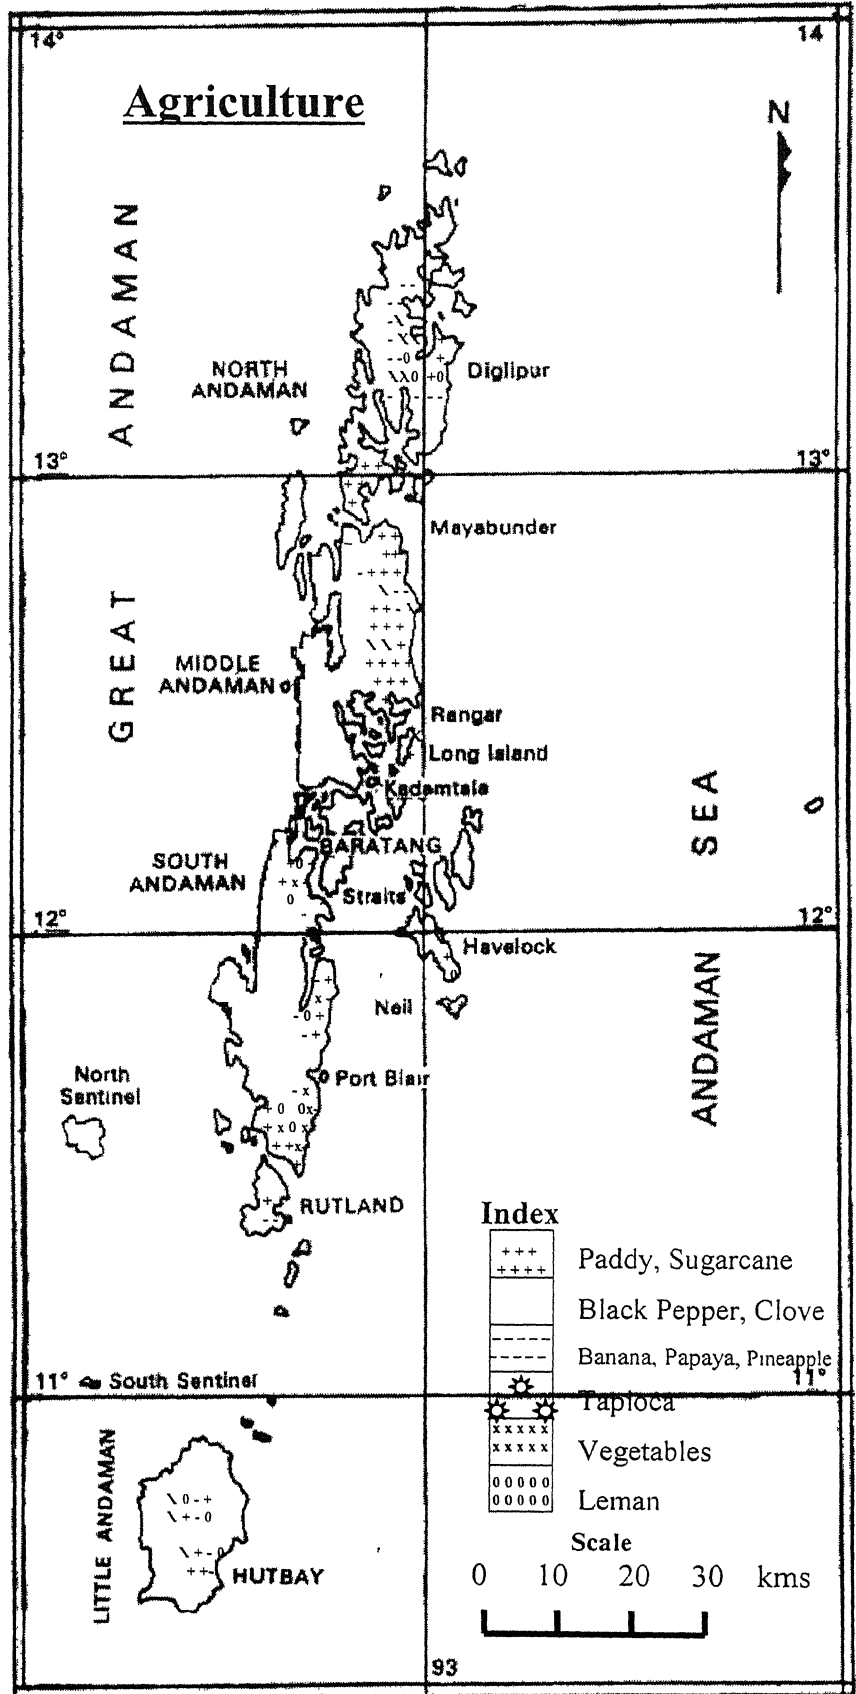 14°
14
Agriculture
N
GREAT ANDAMAN
NORTH
ANDAMAN
Diglipur
13°
13°
Mayabunder
MIDDLE
ANDAMAN
Rangar
Long Island
Kadamtala
BARATANG
SOUTH
ANDAMAN
Straits
12°
12°
Havelock
Neil
ANDAMAN SEA
North
Sentinel
Port Blair
RUTLAND
Index
Paddy, Sugarcane
Black Pepper, Clove
Banana, Papaya, Pineapple
11°
South Sentinel
11°
Tapioca
Vegetables
Leman
LITTLE ANDAMAN
HUTBAY
Scale
0 10 20 30 kms
93